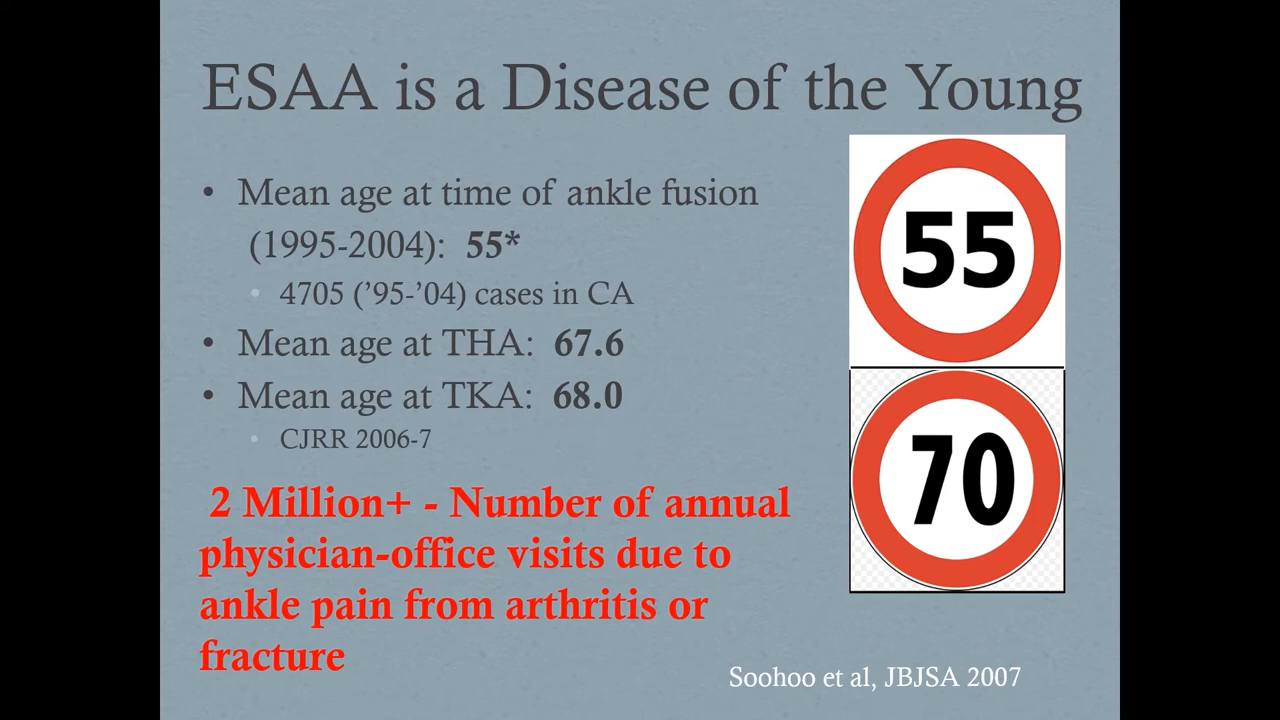 ESAA is a Disease of the Young
• Mean age at time of ankle fusion
(1995-2004): 55*
• 4705 ('95-'04) cases in CA
• Mean age at THA: 67.6
• Mean age at TKA: 68.0
• CJRR 2006-7
2 Million+ - Number of annual
physician-office visits due to
ankle pain from arthritis or
fracture
55
70
Soohoo et al, JBJSA 2007